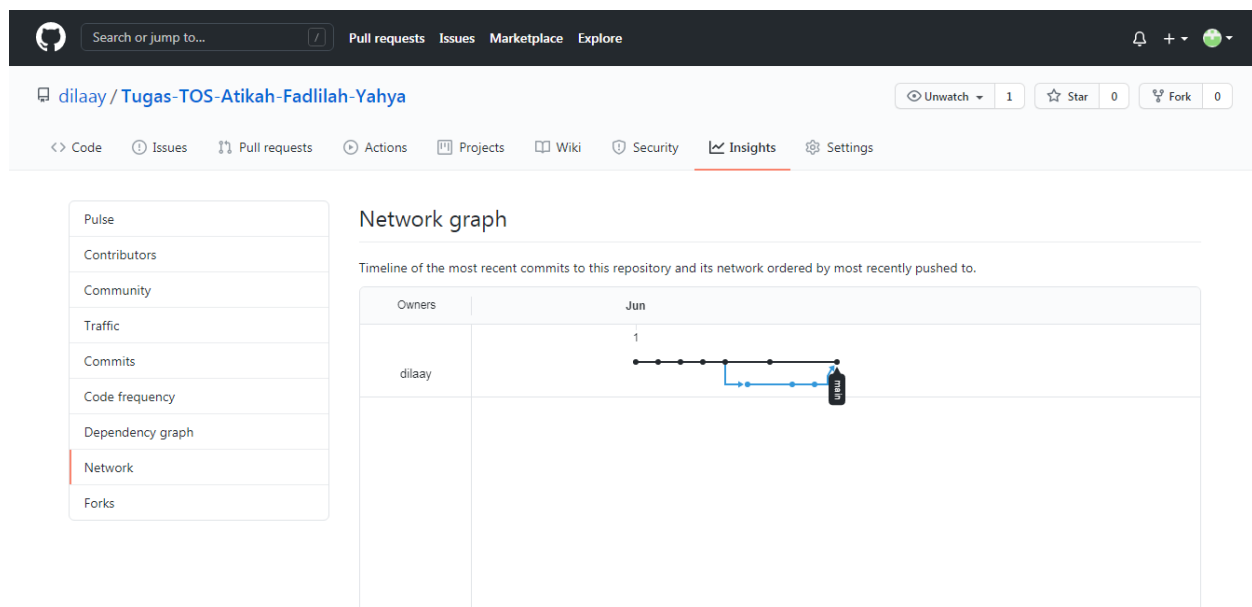 Search or jump to... / Pull requests Issues Marketplace Explore
dilaay / Tugas-TOS-Atikah-Fadlilah-Yahya Unwatch 1 Star 0 Fork 0
<> Code Issues Pull requests Actions Projects Wiki Security Insights Settings
Pulse
Contributors
Community
Traffic
Commits
Code frequency
Dependency graph
Network
Forks
Network graph
Timeline of the most recent commits to this repository and its network ordered by most recently pushed to.
Owners Jun
1
dilaay
main